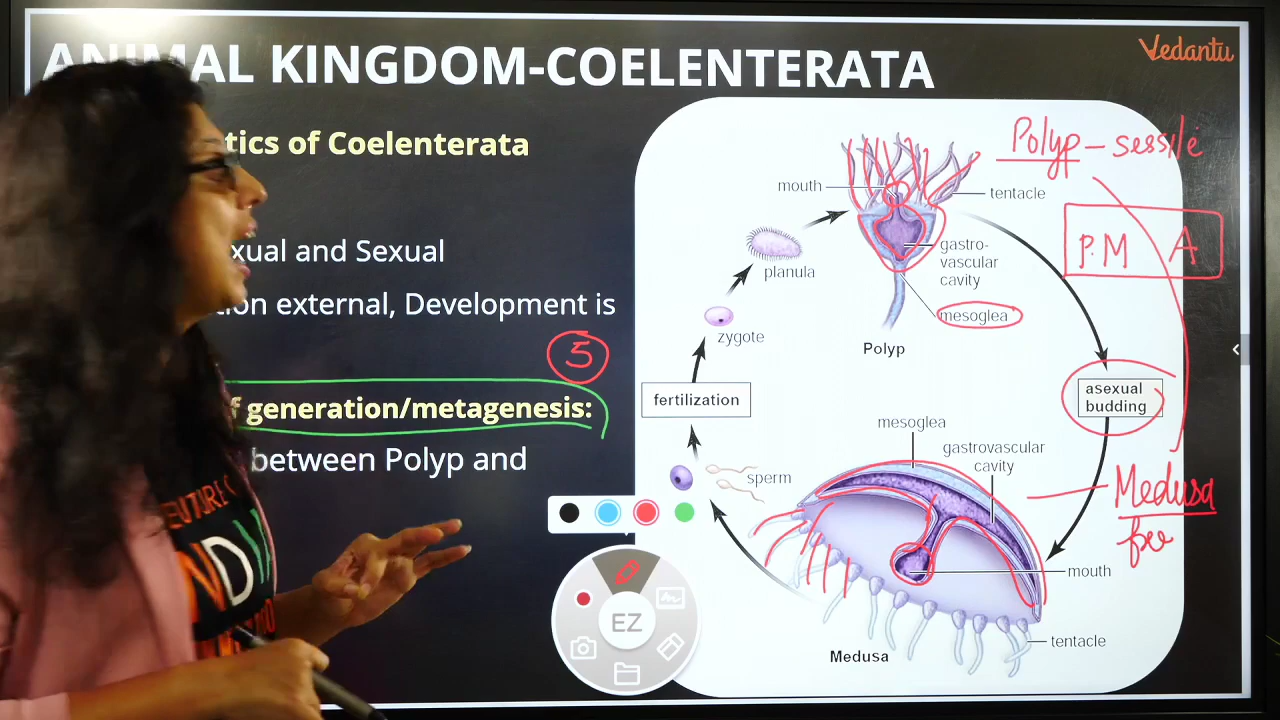 ANIMAL KINGDOM-COELENTERATA
Vedantu
tics of Coelenterata
xual and Sexual
tion external, Development is
5
f generation/metagenesis:
between Polyp and
mouth
tentacle
Polyp - sessile
P.M A
gastro-
vascular
cavity
mesoglea
planula
zygote
Polyp
fertilization
asexual
budding
mesoglea
gastrovascular
cavity
sperm
Medusa
free
mouth
tentacle
Medusa
EZ
FUTURE